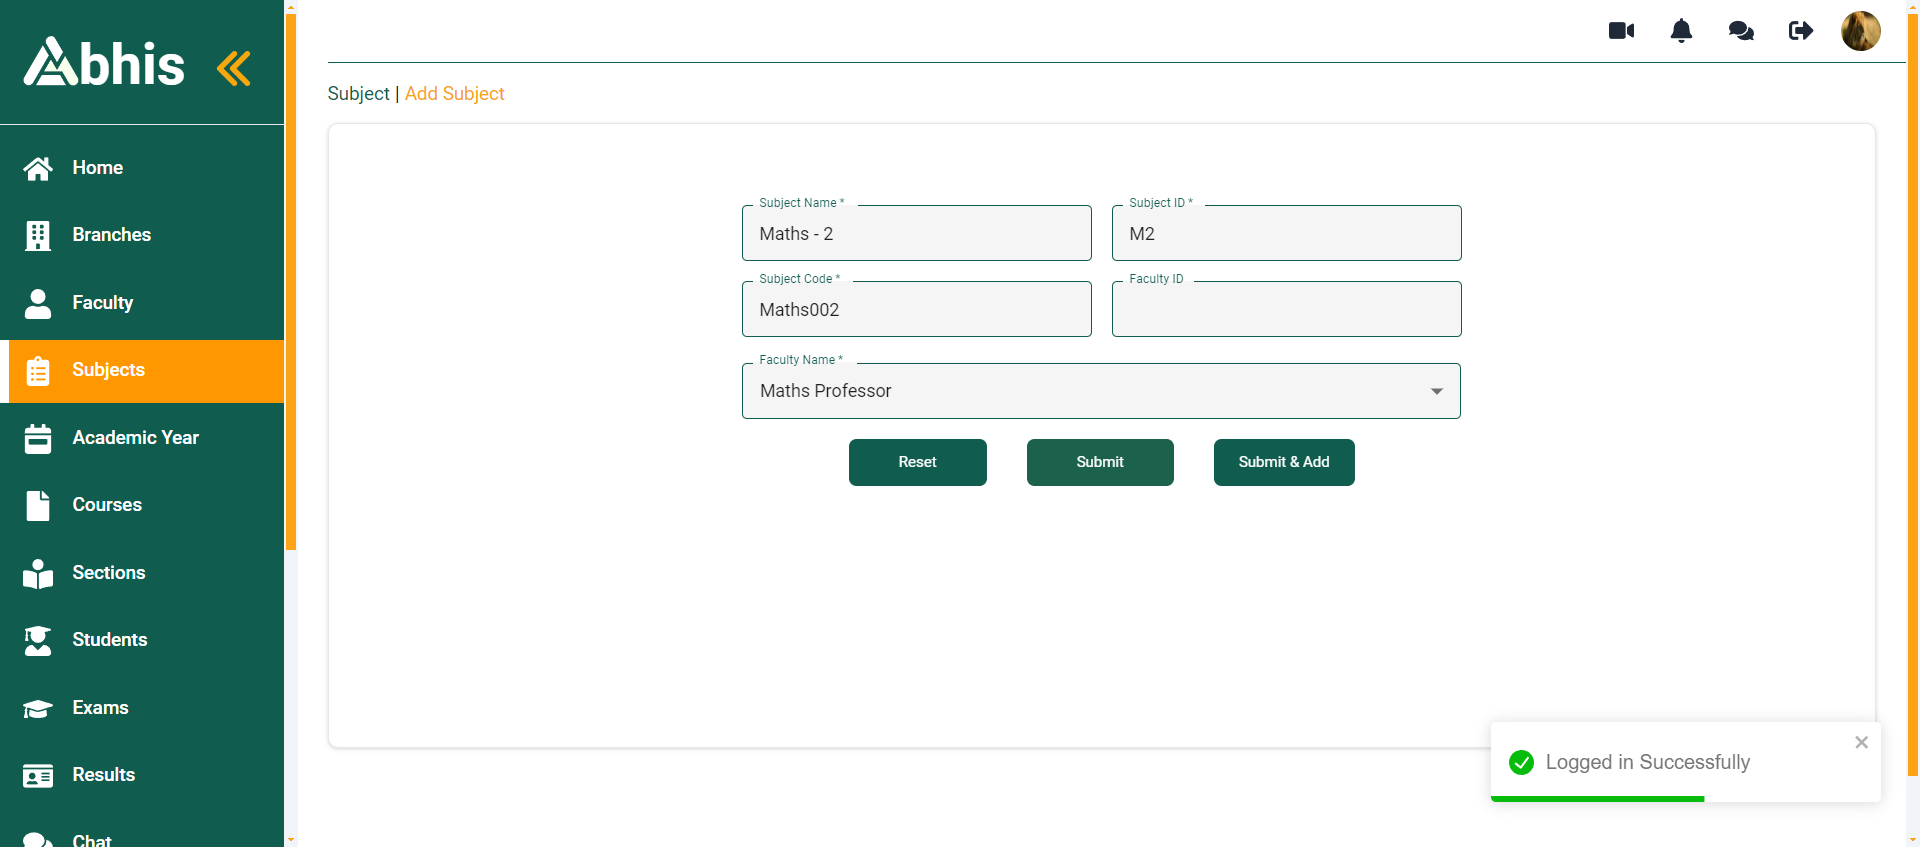 Abhis
Home
Branches
Faculty
Subjects
Academic Year
Courses
Sections
Students
Exams
Results
Chat
Subject | Add Subject
Subject Name *
Maths - 2
Subject ID *
M2
Subject Code *
Maths002
Faculty ID
Faculty Name *
Maths Professor
Reset
Submit
Submit & Add
Logged in Successfully